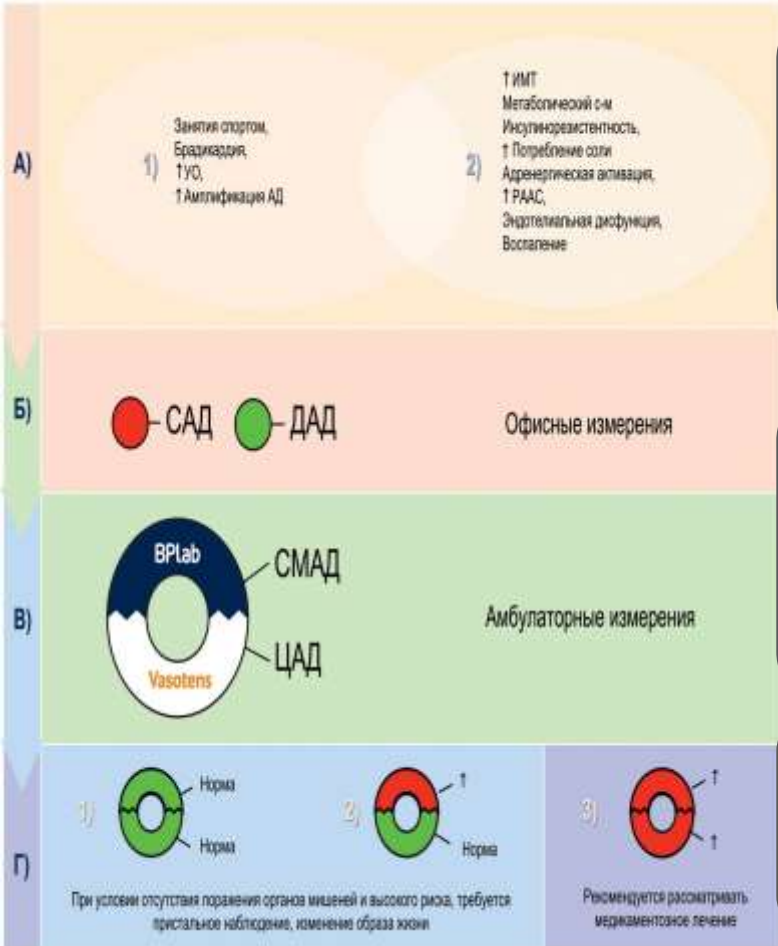 А)
1)
Занятия спортом,
Брадикардия,
↑УО,
↑Амплификация АД
2)
↑ИМТ
Метаболический с-м
Инсулинорезистентность,
↑ Потребление соли
Адренергическая активация,
↑РААС,
Эндотелиальная дисфункция,
Воспаление
Б)
САД
ДАД
Офисные измерения
В)
BPlab
Vasotens
СМАД
ЦАД
Амбулаторные измерения
Г)
1)
Норма
Норма
2)
↑
Норма
При условии отсутствия поражения органов мишеней и высокого риска, требуется
пристальное наблюдение, изменение образа жизни
3)
↑
↑
Рекомендуется рассматривать
медикаментозное лечение